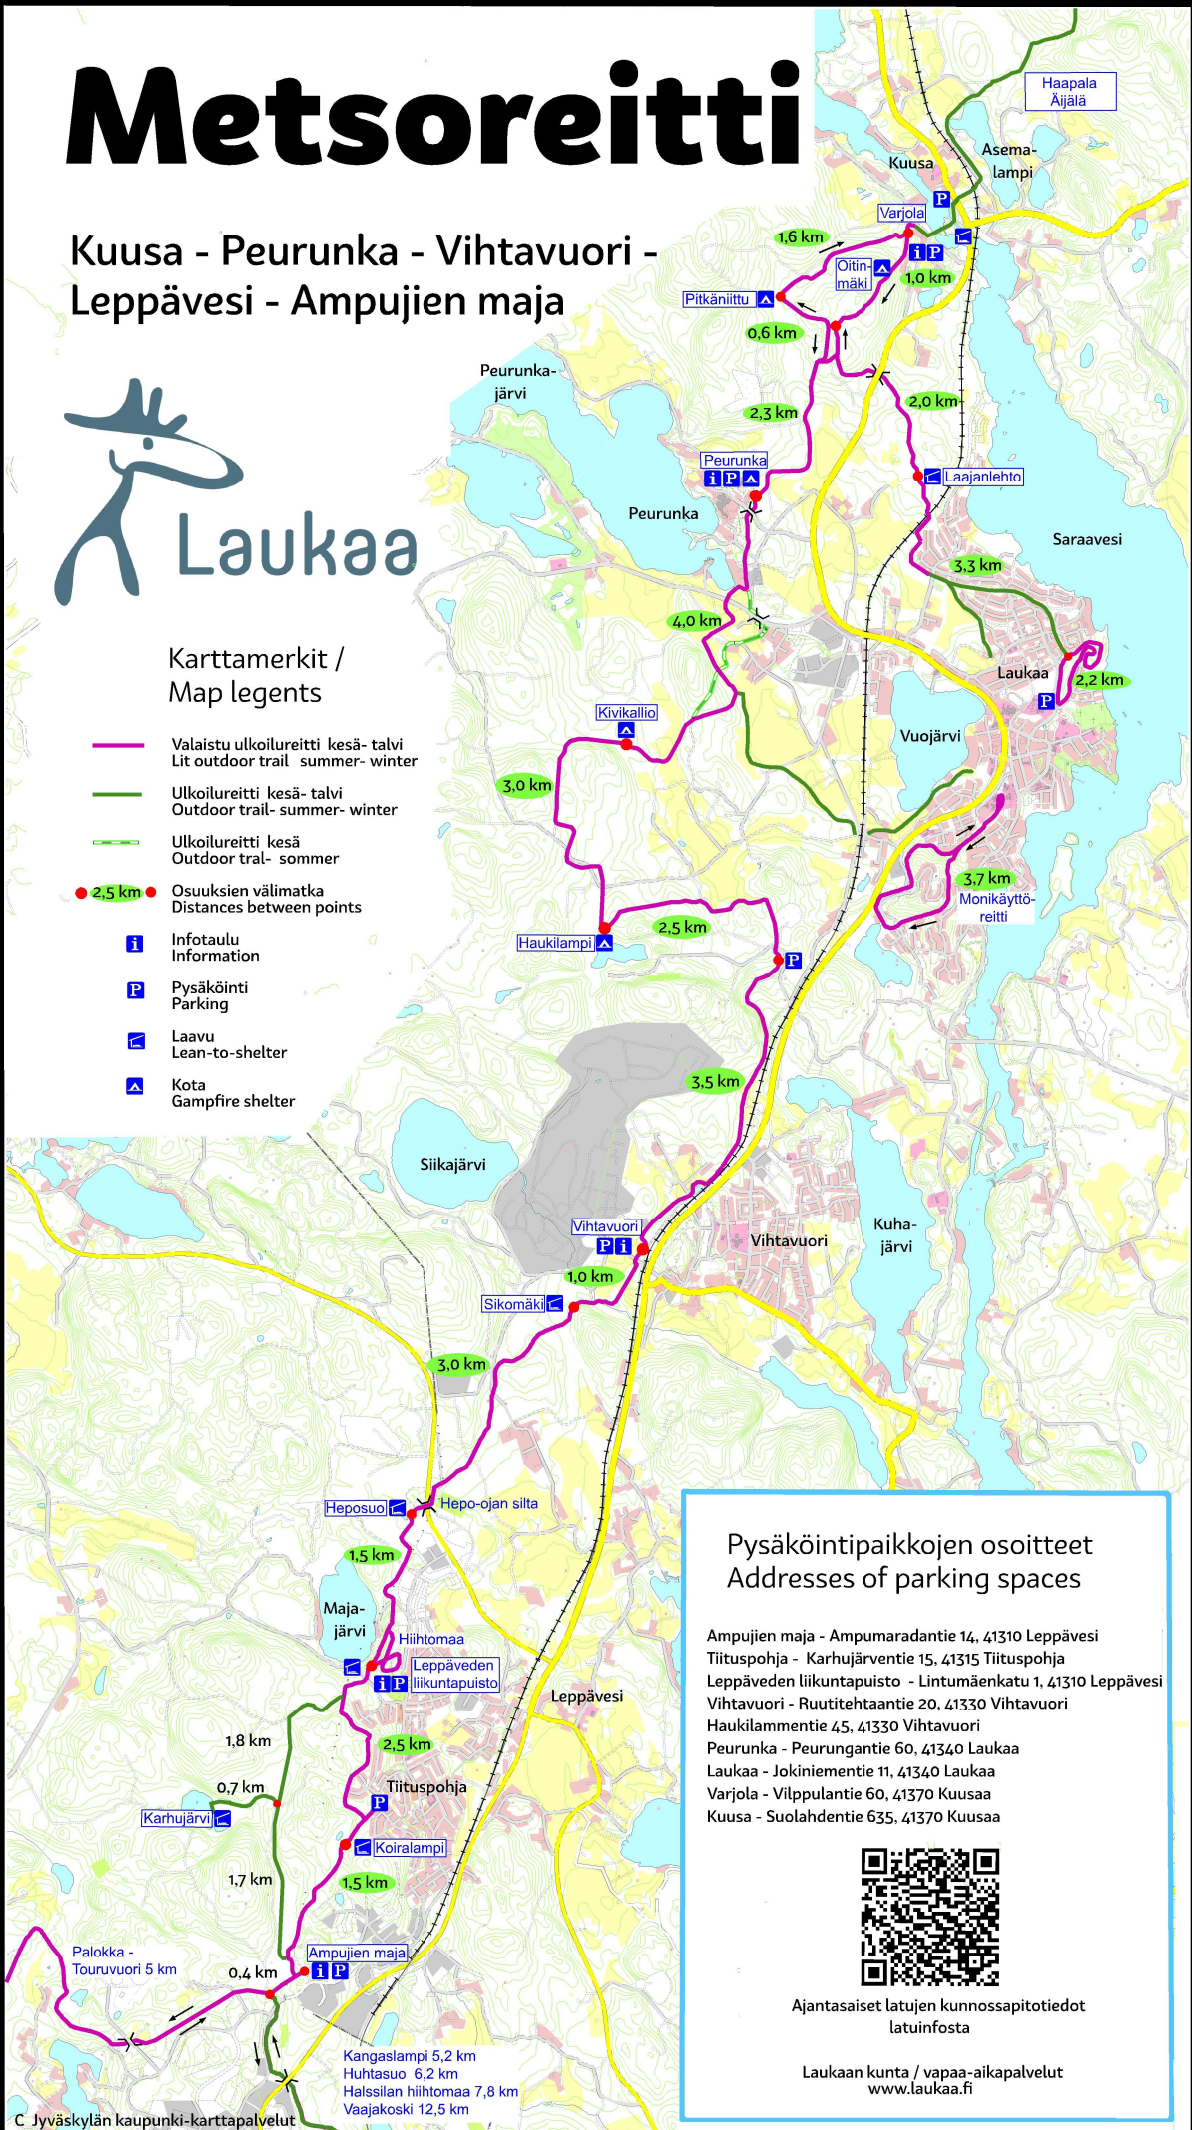 Metsoreitti
Kuusa - Peurunka - Vihtavuori -
Leppävesi - Ampujien maja
Laukaa
Karttamerkit /
Map legents
Valaistu ulkoilureitti kesä- talvi
Lit outdoor trail summer- winter
Ulkoilureitti kesä- talvi
Outdoor trail- summer- winter
Ulkoilureitti kesä
Outdoor tral- sommer
2,5 km
Osuuksien välimatka
Distances between points
i
Infotaulu
Information
P
Pysäköinti
Parking
Laavu
Lean-to-shelter
Kota
Gampfire shelter
Haapala
Äijälä
Kuusa
Asema-
lampi
P
Varjola
1,6 km
i P
Oitin-
mäki
1,0 km
Pitkäniittu
0,6 km
Peurunka-
järvi
2,0 km
2,3 km
Peurunka
i P
Laajanlehto
Peurunka
Saraavesi
3,3 km
4,0 km
Laukaa
2,2 km
P
Kivikallio
Vuojärvi
3,0 km
3,7 km
Monikäyttö-
reitti
2,5 km
Haukilampi
P
3,5 km
Siikajärvi
Vihtavuori
P i
Vihtavuori
Kuha-
järvi
1,0 km
Sikomäki
3,0 km
Heposuo
Hepo-ojan silta
1,5 km
Maja-
järvi
Hiihtomaa
Leppäveden
liikuntapuisto
i P
Leppävesi
1,8 km
2,5 km
0,7 km
Tiituspohja
P
Karhujärvi
Koiralampi
1,7 km
1,5 km
Palokka -
Touruvuori 5 km
Ampujien maja
i P
0,4 km
Kangaslampi 5,2 km
Huhtasuo 6,2 km
Halssilan hiihtomaa 7,8 km
Vaajakoski 12,5 km
C Jyväskylän kaupunki-karttapalvelut
Pysäköintipaikkojen osoitteet
Addresses of parking spaces
Ampujien maja - Ampumaradantie 14, 41310 Leppävesi
Tiituspohja - Karhujärventie 15, 41315 Tiituspohja
Leppäveden liikuntapuisto - Lintumäenkatu 1, 41310 Leppävesi
Vihtavuori - Ruutitehtaantie 20, 41330 Vihtavuori
Haukilammentie 45, 41330 Vihtavuori
Peurunka - Peurungantie 60, 41340 Laukaa
Laukaa - Jokiniementie 11, 41340 Laukaa
Varjola - Vilppulantie 60, 41370 Kuusaa
Kuusa - Suolahdentie 635, 41370 Kuusaa
Ajantasaiset latujen kunnossapitotiedot
latuinfosta
Laukaan kunta / vapaa-aikapalvelut
www.laukaa.fi